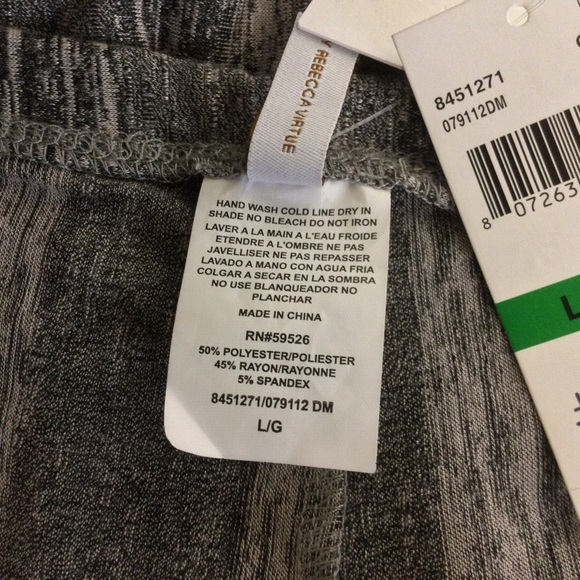 Y REBECCA VIRTUE
HAND WASH COLD LINE DRY IN
SHADE NO BLEACH DO NOT IRON
LAVER A LA MAIN A L'EAU FROIDE
ETENDRE A L'OMBRE NE PAS
JAVELLISER NE PAS REPASSER
LAVADO A MANO CON AGUA FRIA
COLGAR A SECAR EN LA SOMBRA
NO USE BLANQUEADOR NO
PLANCHAR
MADE IN CHINA
RN#59526
50% POLYESTER/POLIESTER
45% RAYON/RAYONNE
5% SPANDEX
8451271/079112 DM
L/G
8451271
079112DM
8 07263
L